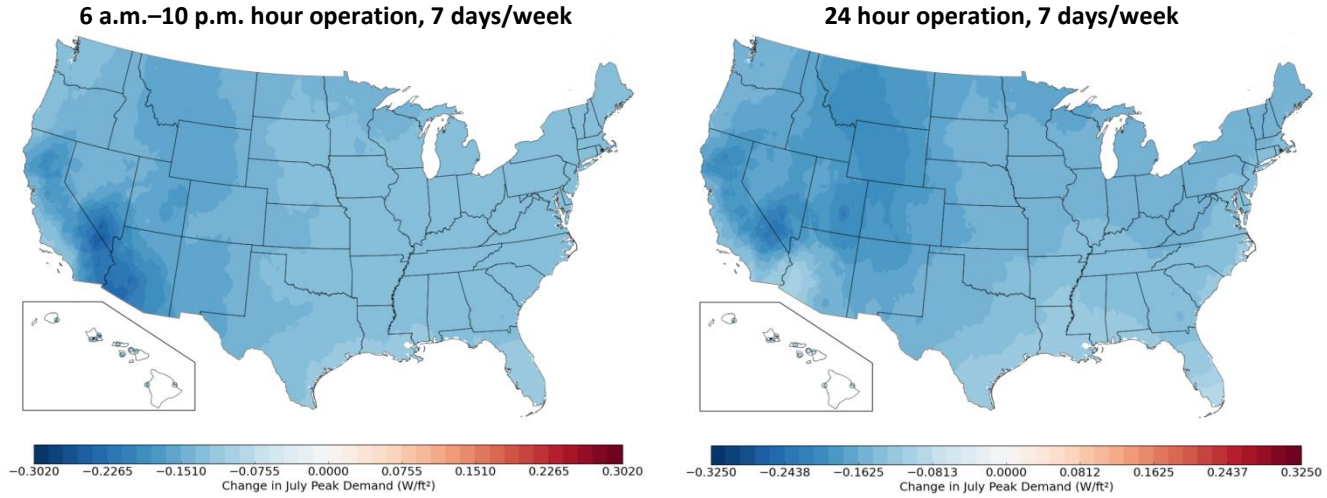 6 a.m.–10 p.m. hour operation, 7 days/week
24 hour operation, 7 days/week
−0.3020 −0.2265 −0.1510 −0.0755 0.0000 0.0755 0.1510 0.2265 0.3020
Change in July Peak Demand (W/ft²)
−0.3250 −0.2438 −0.1625 −0.0813 0.0000 0.0812 0.1625 0.2437 0.3250
Change in July Peak Demand (W/ft²)